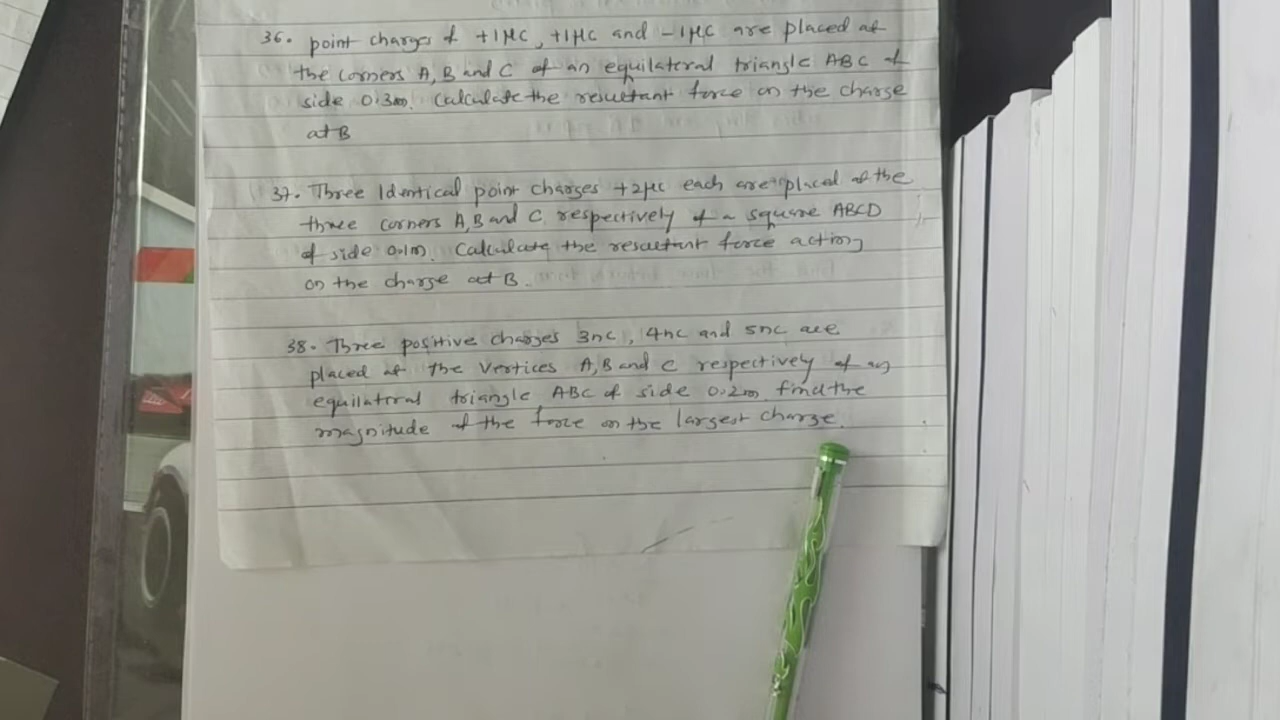 36. point charges of +1μC, +1μC and -1μC are placed at
the corners A, B and C of an equilateral triangle ABC of
side 0.3m. Calculate the resultant force on the charge
at B
37. Three Identical point charges +2μc each are placed at the
three corners A, B and C respectively of a square ABCD
of side 0.1m. Calculate the resultant force acting
on the charge at B.
38. Three positive charges 3nc, 4nc and 5nc are
placed at the vertices A, B and C respectively of an
equilateral triangle ABC of side 0.2m find the
magnitude of the force on the largest charge.